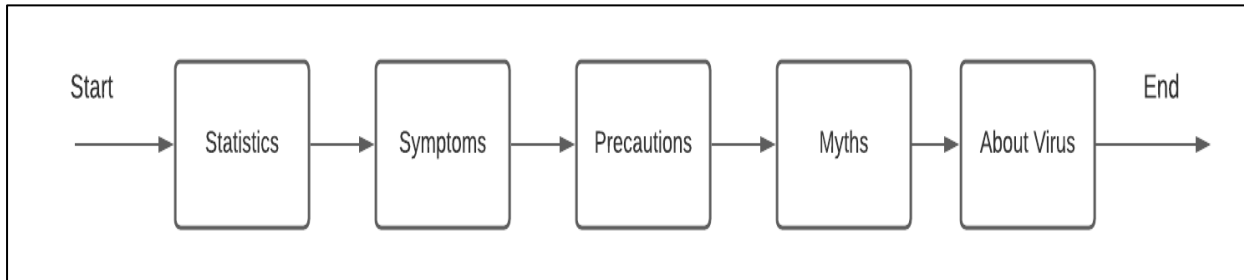 Start
Statistics
Symptoms
Precautions
Myths
About Virus
End